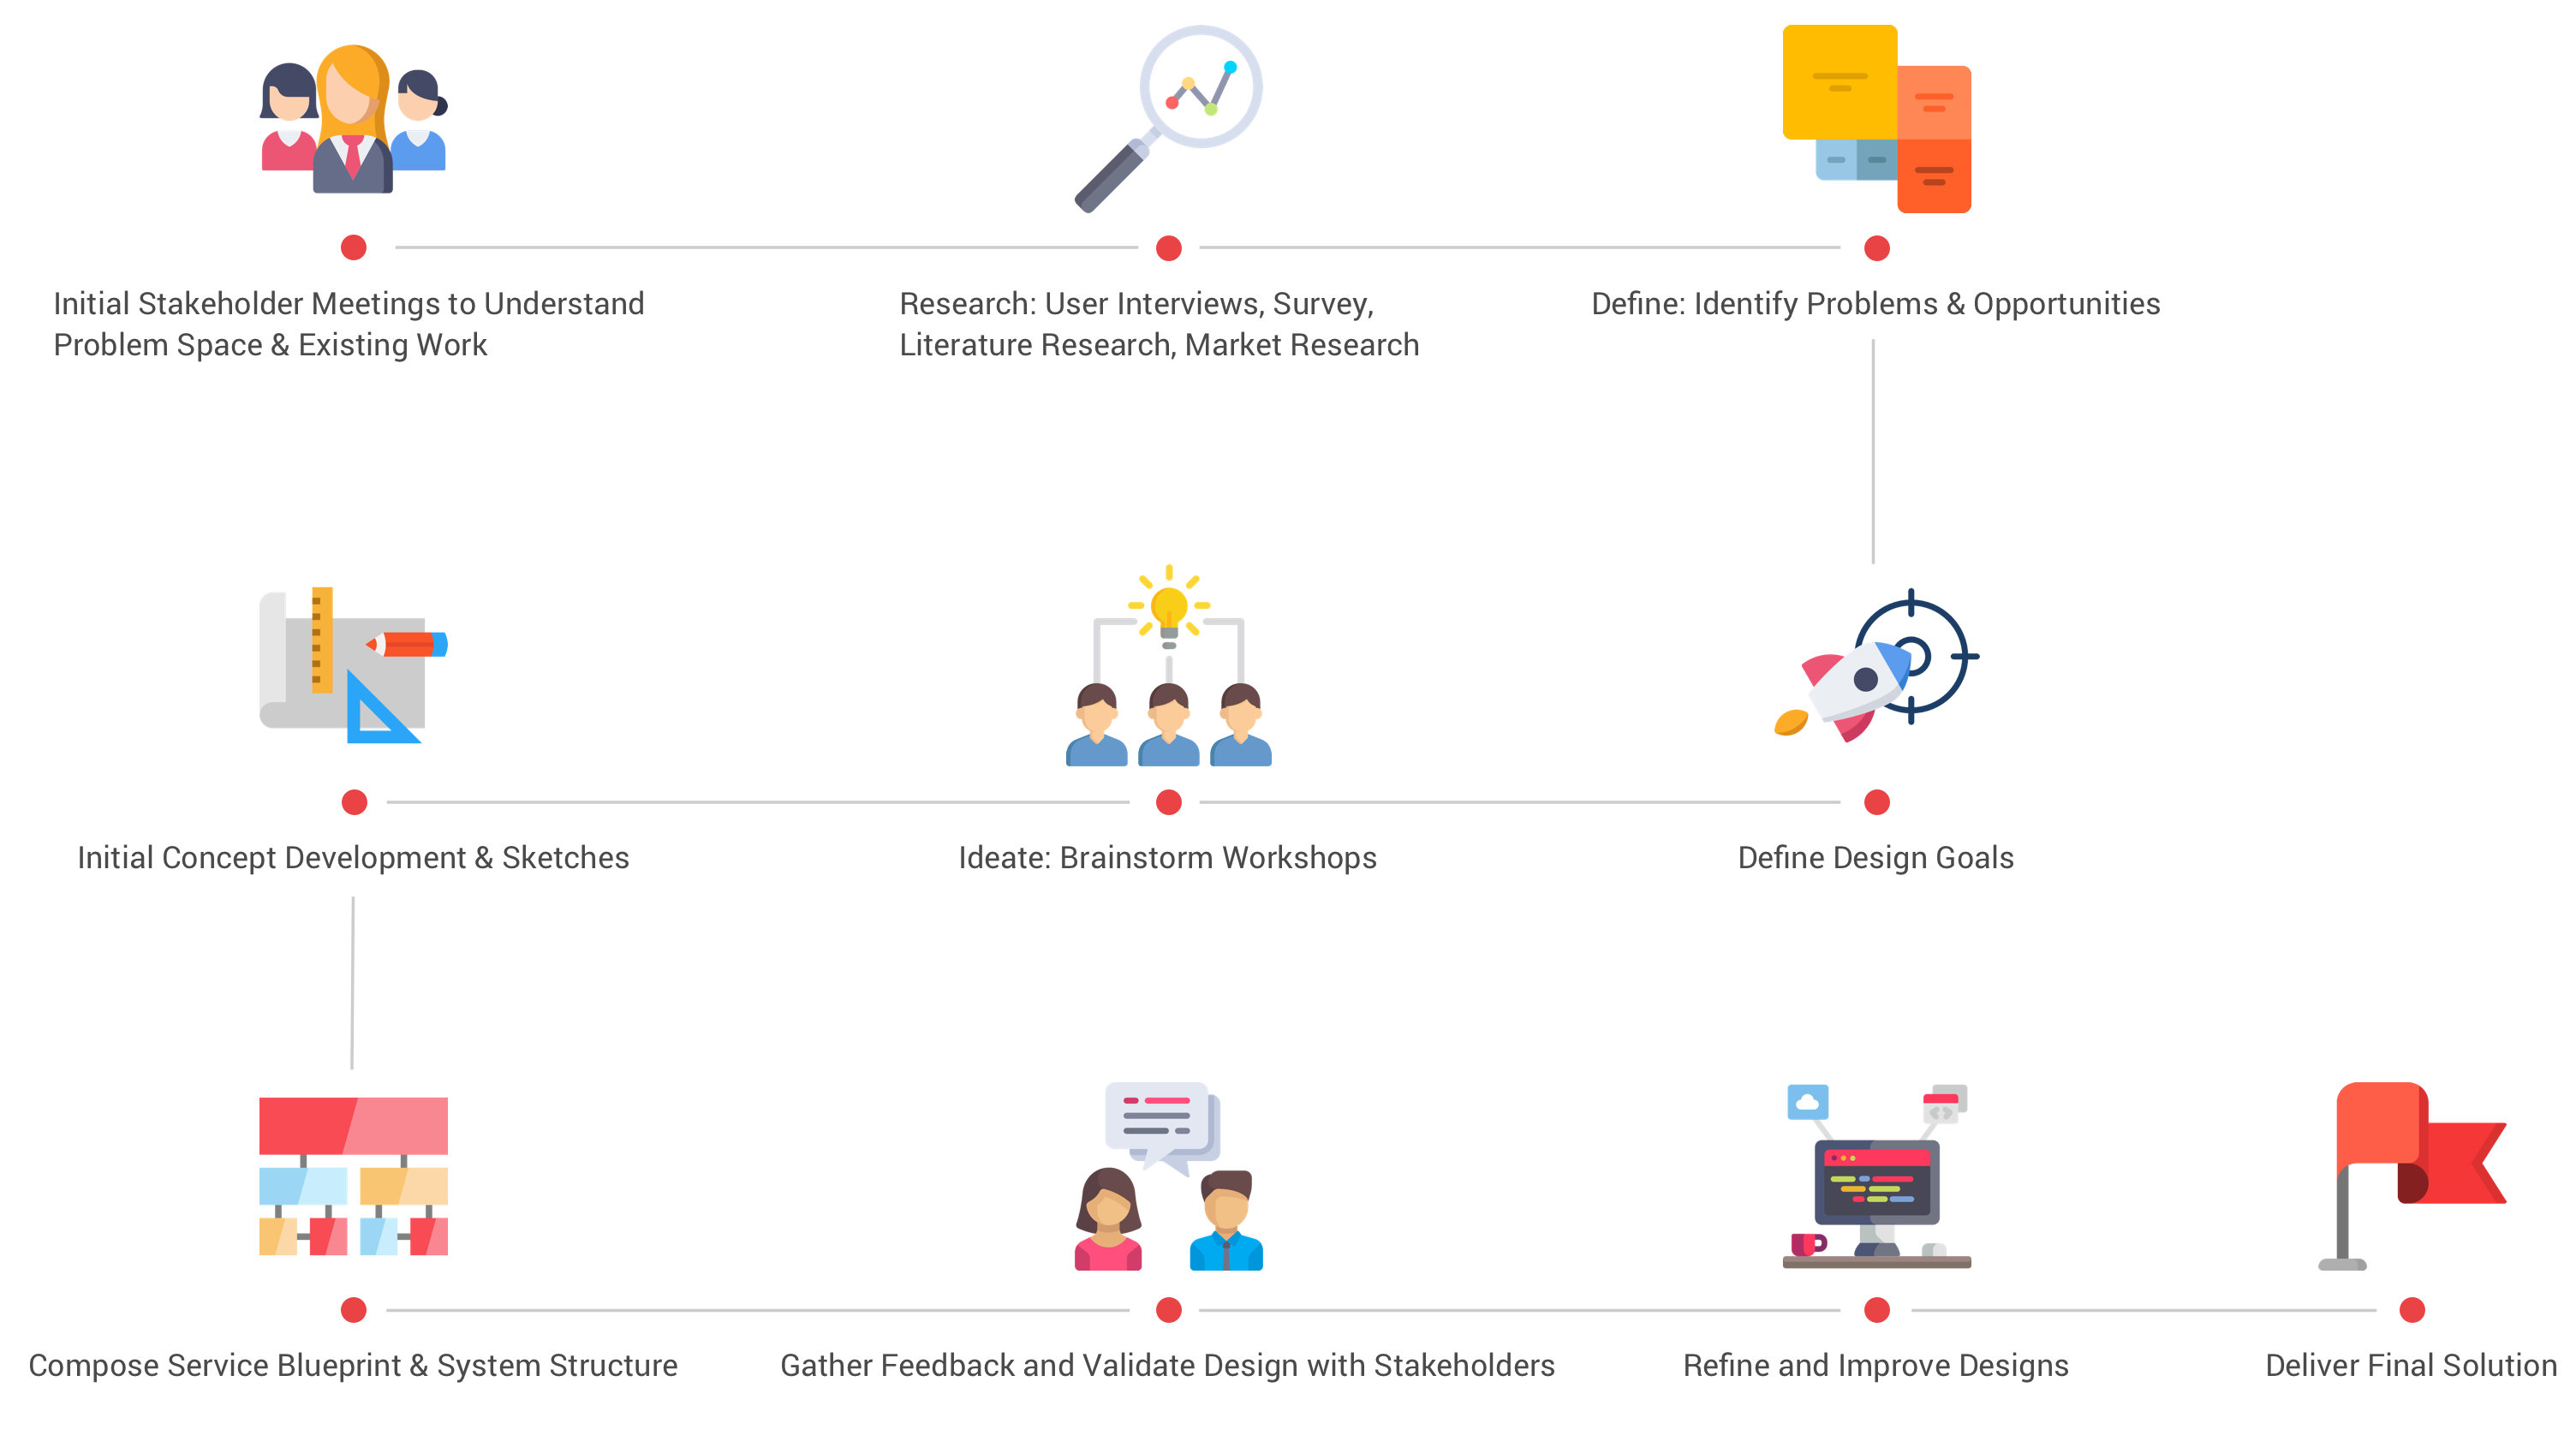 Initial Stakeholder Meetings to Understand
Problem Space & Existing Work
Research: User Interviews, Survey,
Literature Research, Market Research
Define: Identify Problems & Opportunities
Initial Concept Development & Sketches
Ideate: Brainstorm Workshops
Define Design Goals
Compose Service Blueprint & System Structure
Gather Feedback and Validate Design with Stakeholders
Refine and Improve Designs
Deliver Final Solution